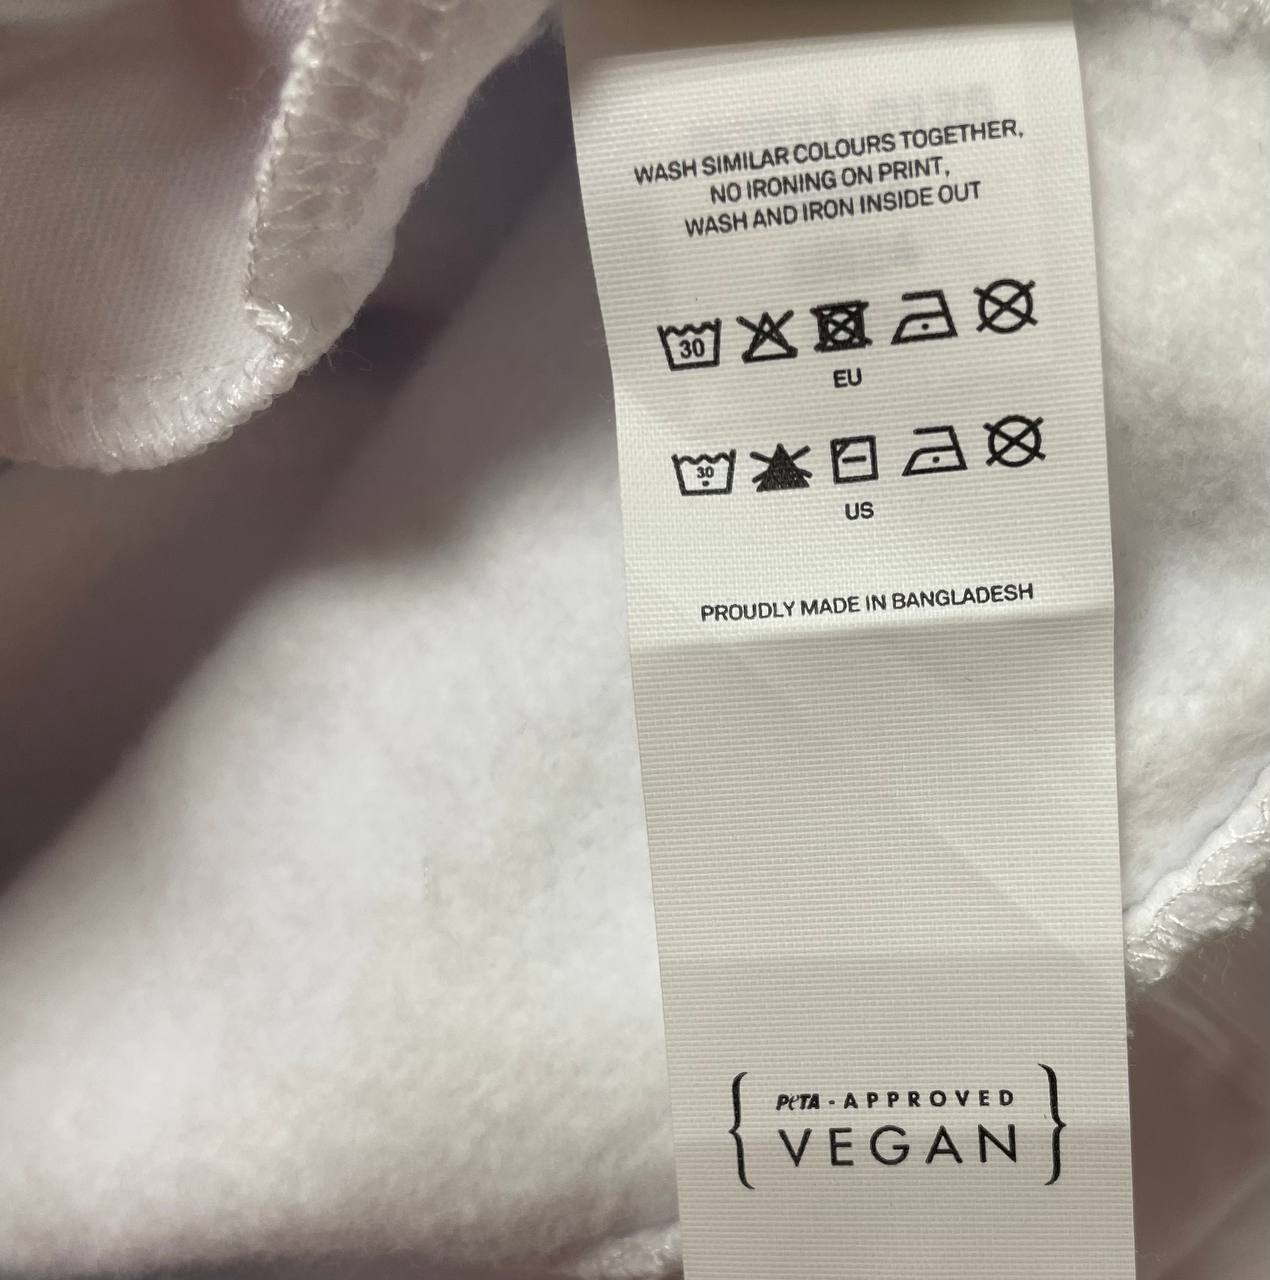 WASH SIMILAR COLOURS TOGETHER,
NO IRONING ON PRINT,
WASH AND IRON INSIDE OUT
30
EU
30
US
PROUDLY MADE IN BANGLADESH
PeTA - APPROVED
VEGAN